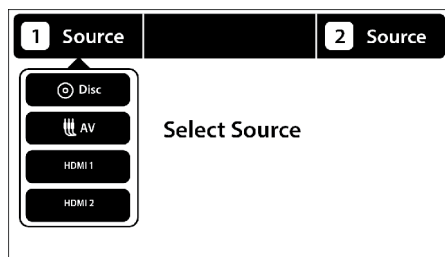 1 Source
2 Source
Disc
AV
Select Source
HDMI 1
HDMI 2